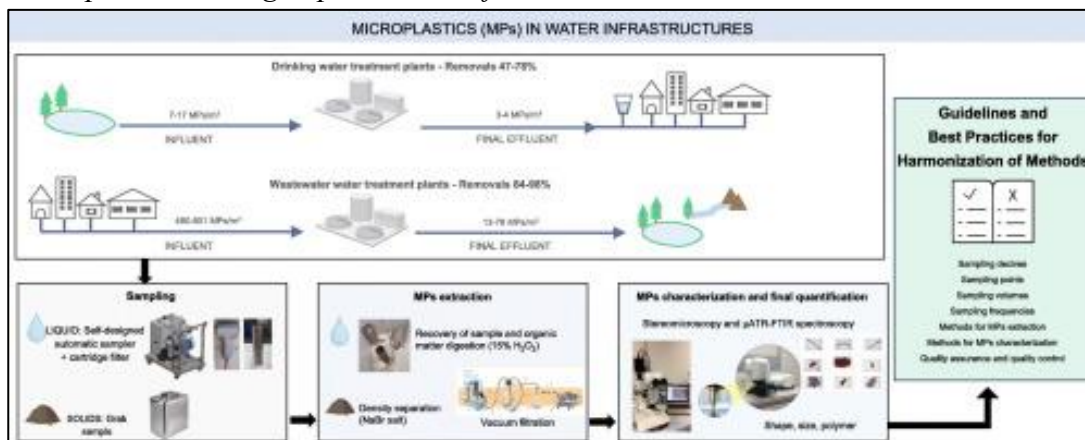 MICROPLASTICS (MPs) IN WATER INFRASTRUCTURES
Drinking water treatment plants - Removals 47-78%
7-17 MPs/m³
INFLUENT
3-4 MPs/m³
FINAL EFFLUENT
Wastewater water treatment plants - Removals
MPs/m³
INFLUENT
MPs/m³
FINAL EFFLUENT
Guidelines and
Best Practices for
Harmonization of Methods
Sampling devices
Sampling points
Sampling volumes
Sampling frequencies
Methods for MPs extraction
Methods for MPs characterization
Quality assurance and quality control
Sampling
LIQUID: Self-designed
automatic sampler
+ cartridge filter
SOLIDS: Grab
sample
MPs extraction
Recovery of sample and organic
matter digestion (15% H₂O₂)
Density separation
(NaBr salt)
Vacuum filtration
MPs characterization and final quantification
Stereomicroscopy and µATR-FTIR spectroscopy
Shape, size, polymer